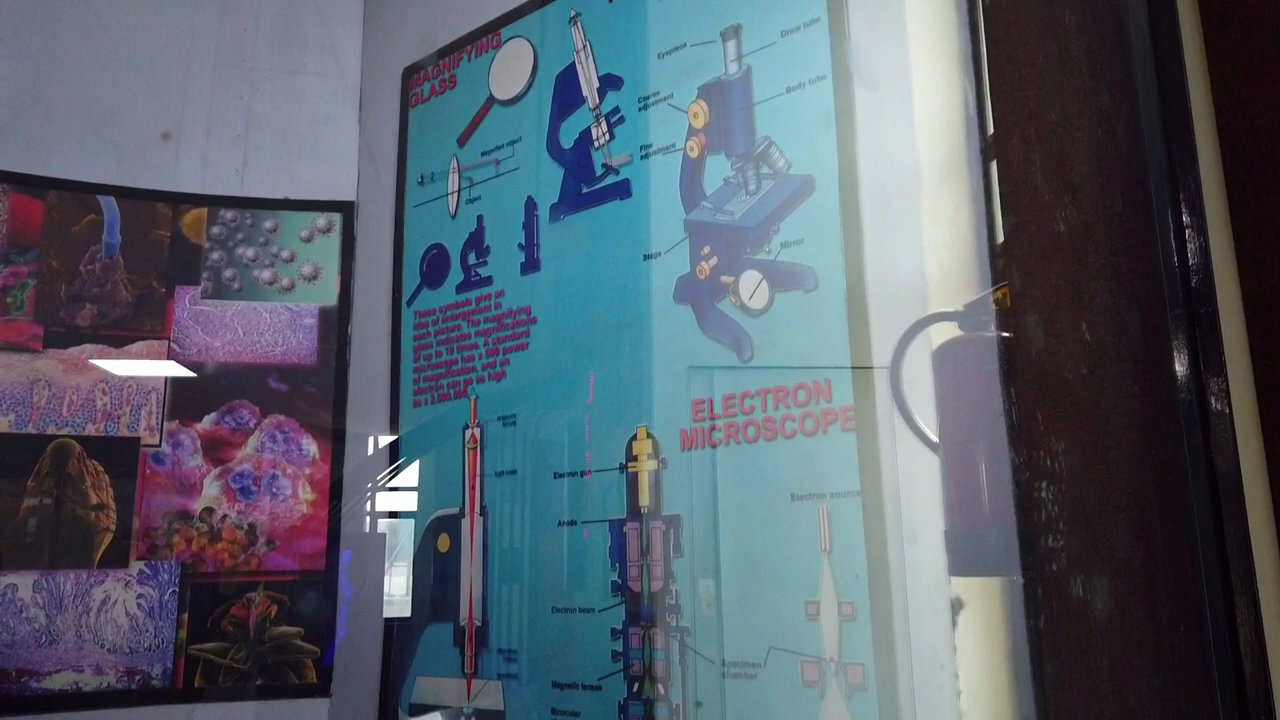 MAGNIFYING
GLASS
Magnified object
Object
Eyepiece
Draw tube
Coarse
adjustment
Body tube
Fine
adjustment
Stage
Mirror
These symbols give an
idea of enlargement in
each picture. The magnifying
glass indicates magnifications
of up to 10 times. A standard
microscope has x 500 power
of magnification, and an
electron can go as high
as x 2,000,000.
ELECTRON
MICROSCOPE
Electron gun
Anode
Electron beam
Magnetic lenses
Binocular
Electron source
Specimen
chamber